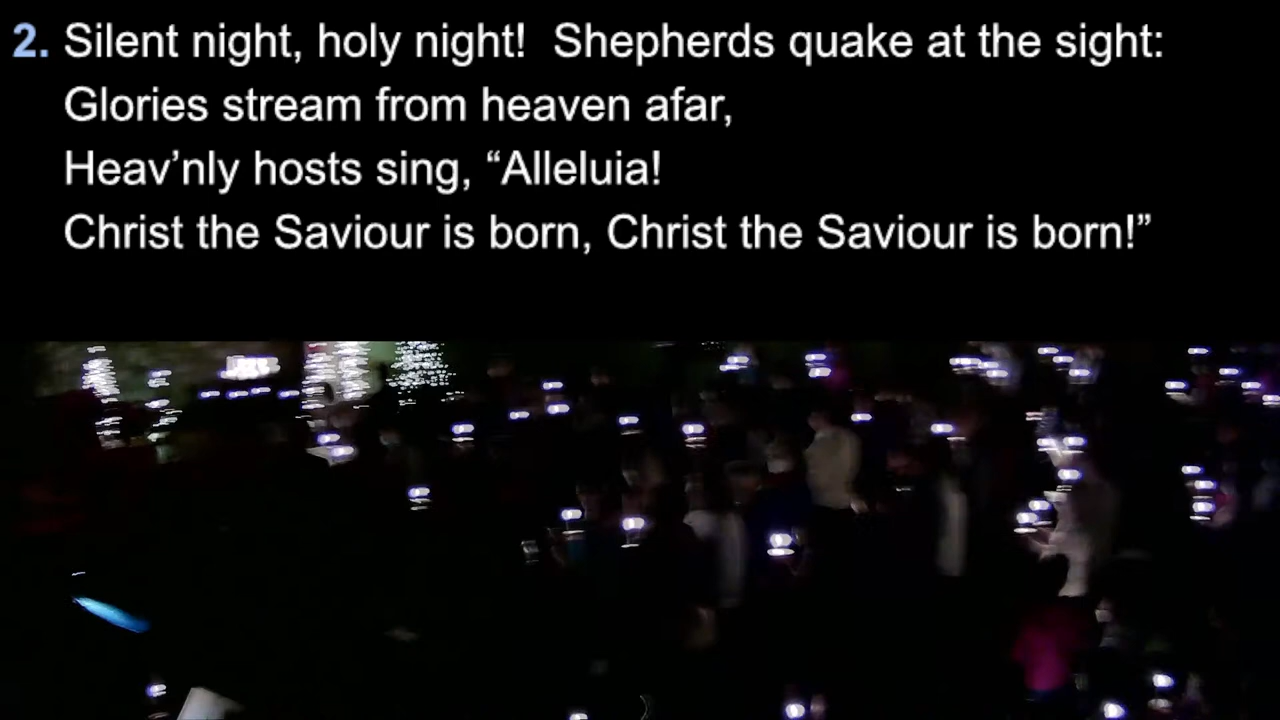 2. Silent night, holy night!  Shepherds quake at the sight:
Glories stream from heaven afar,
Heav’nly hosts sing, “Alleluia!
Christ the Saviour is born, Christ the Saviour is born!”